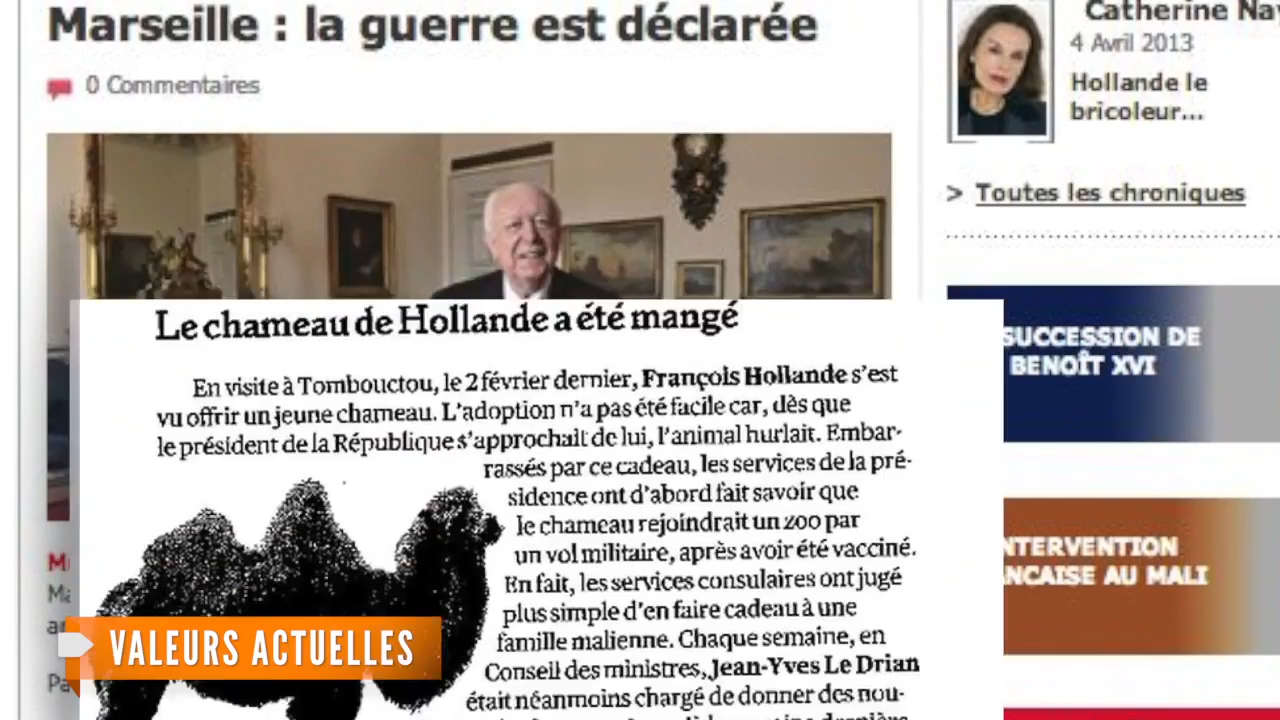 Marseille : la guerre est déclarée
0 Commentaires
Catherine
4 Avril 2013
Hollande le
bricoleur...
> Toutes les chroniques
SUCCESSION DE
BENOÎT XVI
Le chameau de Hollande a été mangé
En visite à Tombouctou, le 2 février dernier, François Hollande s'est
vu offrir un jeune chameau. L'adoption n'a pas été facile car, dès que
le président de la République s'approchait de lui, l'animal hurlait. Embar-
rassés par ce cadeau, les services de la pré-
sidence ont d'abord fait savoir que
le chameau rejoindrait un zoo par
un vol militaire, après avoir été vacciné.
En fait, les services consulaires ont jugé
plus simple d'en faire cadeau à une
famille malienne. Chaque semaine, en
Conseil des ministres, Jean-Yves Le Drian
était néanmoins chargé de donner des nou-
NTERVENTION
NCAISE AU MALI
VALEURS ACTUELLES